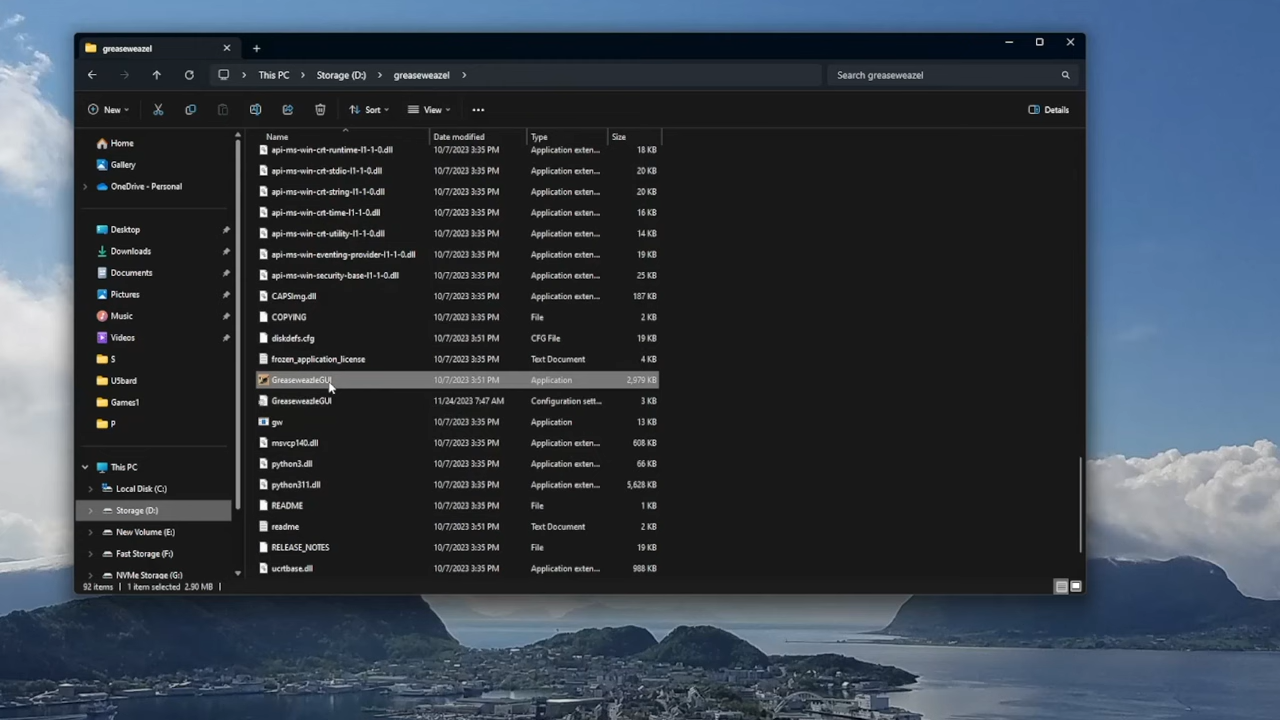 greaseweazel
This PC > Storage (D:) > greaseweazel >
Search greaseweazel
New
Sort
View
Details
Name Date modified Type Size
Home
Gallery
OneDrive - Personal
Desktop
Downloads
Documents
Pictures
Music
Videos
S
U5bard
Games1
P
This PC
Local Disk (C:)
Storage (D:)
New Volume (E:)
Fast Storage (F:)
NVMe Storage (G:)
api-ms-win-crt-runtime-l1-1-0.dll 10/7/2023 3:35 PM Application exten... 18 KB
api-ms-win-crt-stdio-l1-1-0.dll 10/7/2023 3:35 PM Application exten... 20 KB
api-ms-win-crt-string-l1-1-0.dll 10/7/2023 3:35 PM Application exten... 20 KB
api-ms-win-crt-time-l1-1-0.dll 10/7/2023 3:35 PM Application exten... 16 KB
api-ms-win-crt-utility-l1-1-0.dll 10/7/2023 3:35 PM Application exten... 14 KB
api-ms-win-eventing-provider-l1-1-0.dll 10/7/2023 3:35 PM Application exten... 19 KB
api-ms-win-security-base-l1-1-0.dll 10/7/2023 3:35 PM Application exten... 25 KB
CAPSImg.dll 10/7/2023 3:35 PM Application exten... 187 KB
COPYING 10/7/2023 3:35 PM File 2 KB
diskdefs.cfg 10/7/2023 3:51 PM CFG File 19 KB
frozen_application_license 10/7/2023 3:35 PM Text Document 4 KB
GreaseweazleGUI 10/7/2023 3:51 PM Application 2,979 KB
GreaseweazleGUI 11/24/2023 7:47 AM Configuration sett... 3 KB
gw 10/7/2023 3:35 PM Application 13 KB
msvcp140.dll 10/7/2023 3:35 PM Application exten... 608 KB
python3.dll 10/7/2023 3:35 PM Application exten... 66 KB
python311.dll 10/7/2023 3:35 PM Application exten... 5,628 KB
README 10/7/2023 3:35 PM File 1 KB
readme 10/7/2023 3:51 PM Text Document 2 KB
RELEASE_NOTES 10/7/2023 3:35 PM File 19 KB
ucrtbase.dll 10/7/2023 3:35 PM Application exten... 988 KB
92 items | 1 item selected 2.90 MB |